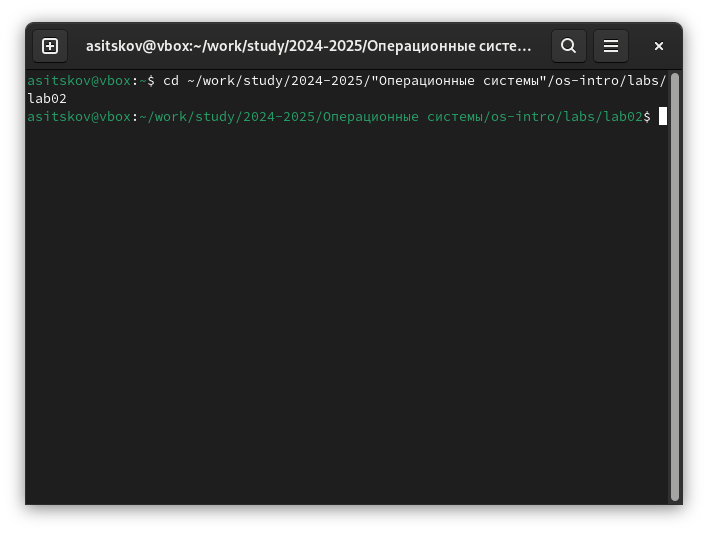 asitskov@vbox:~/work/study/2024-2025/Операционные систе…
asitskov@vbox:~$ cd ~/work/study/2024-2025/"Операционные системы"/os-intro/labs/
lab02
asitskov@vbox:~/work/study/2024-2025/Операционные системы/os-intro/labs/lab02$